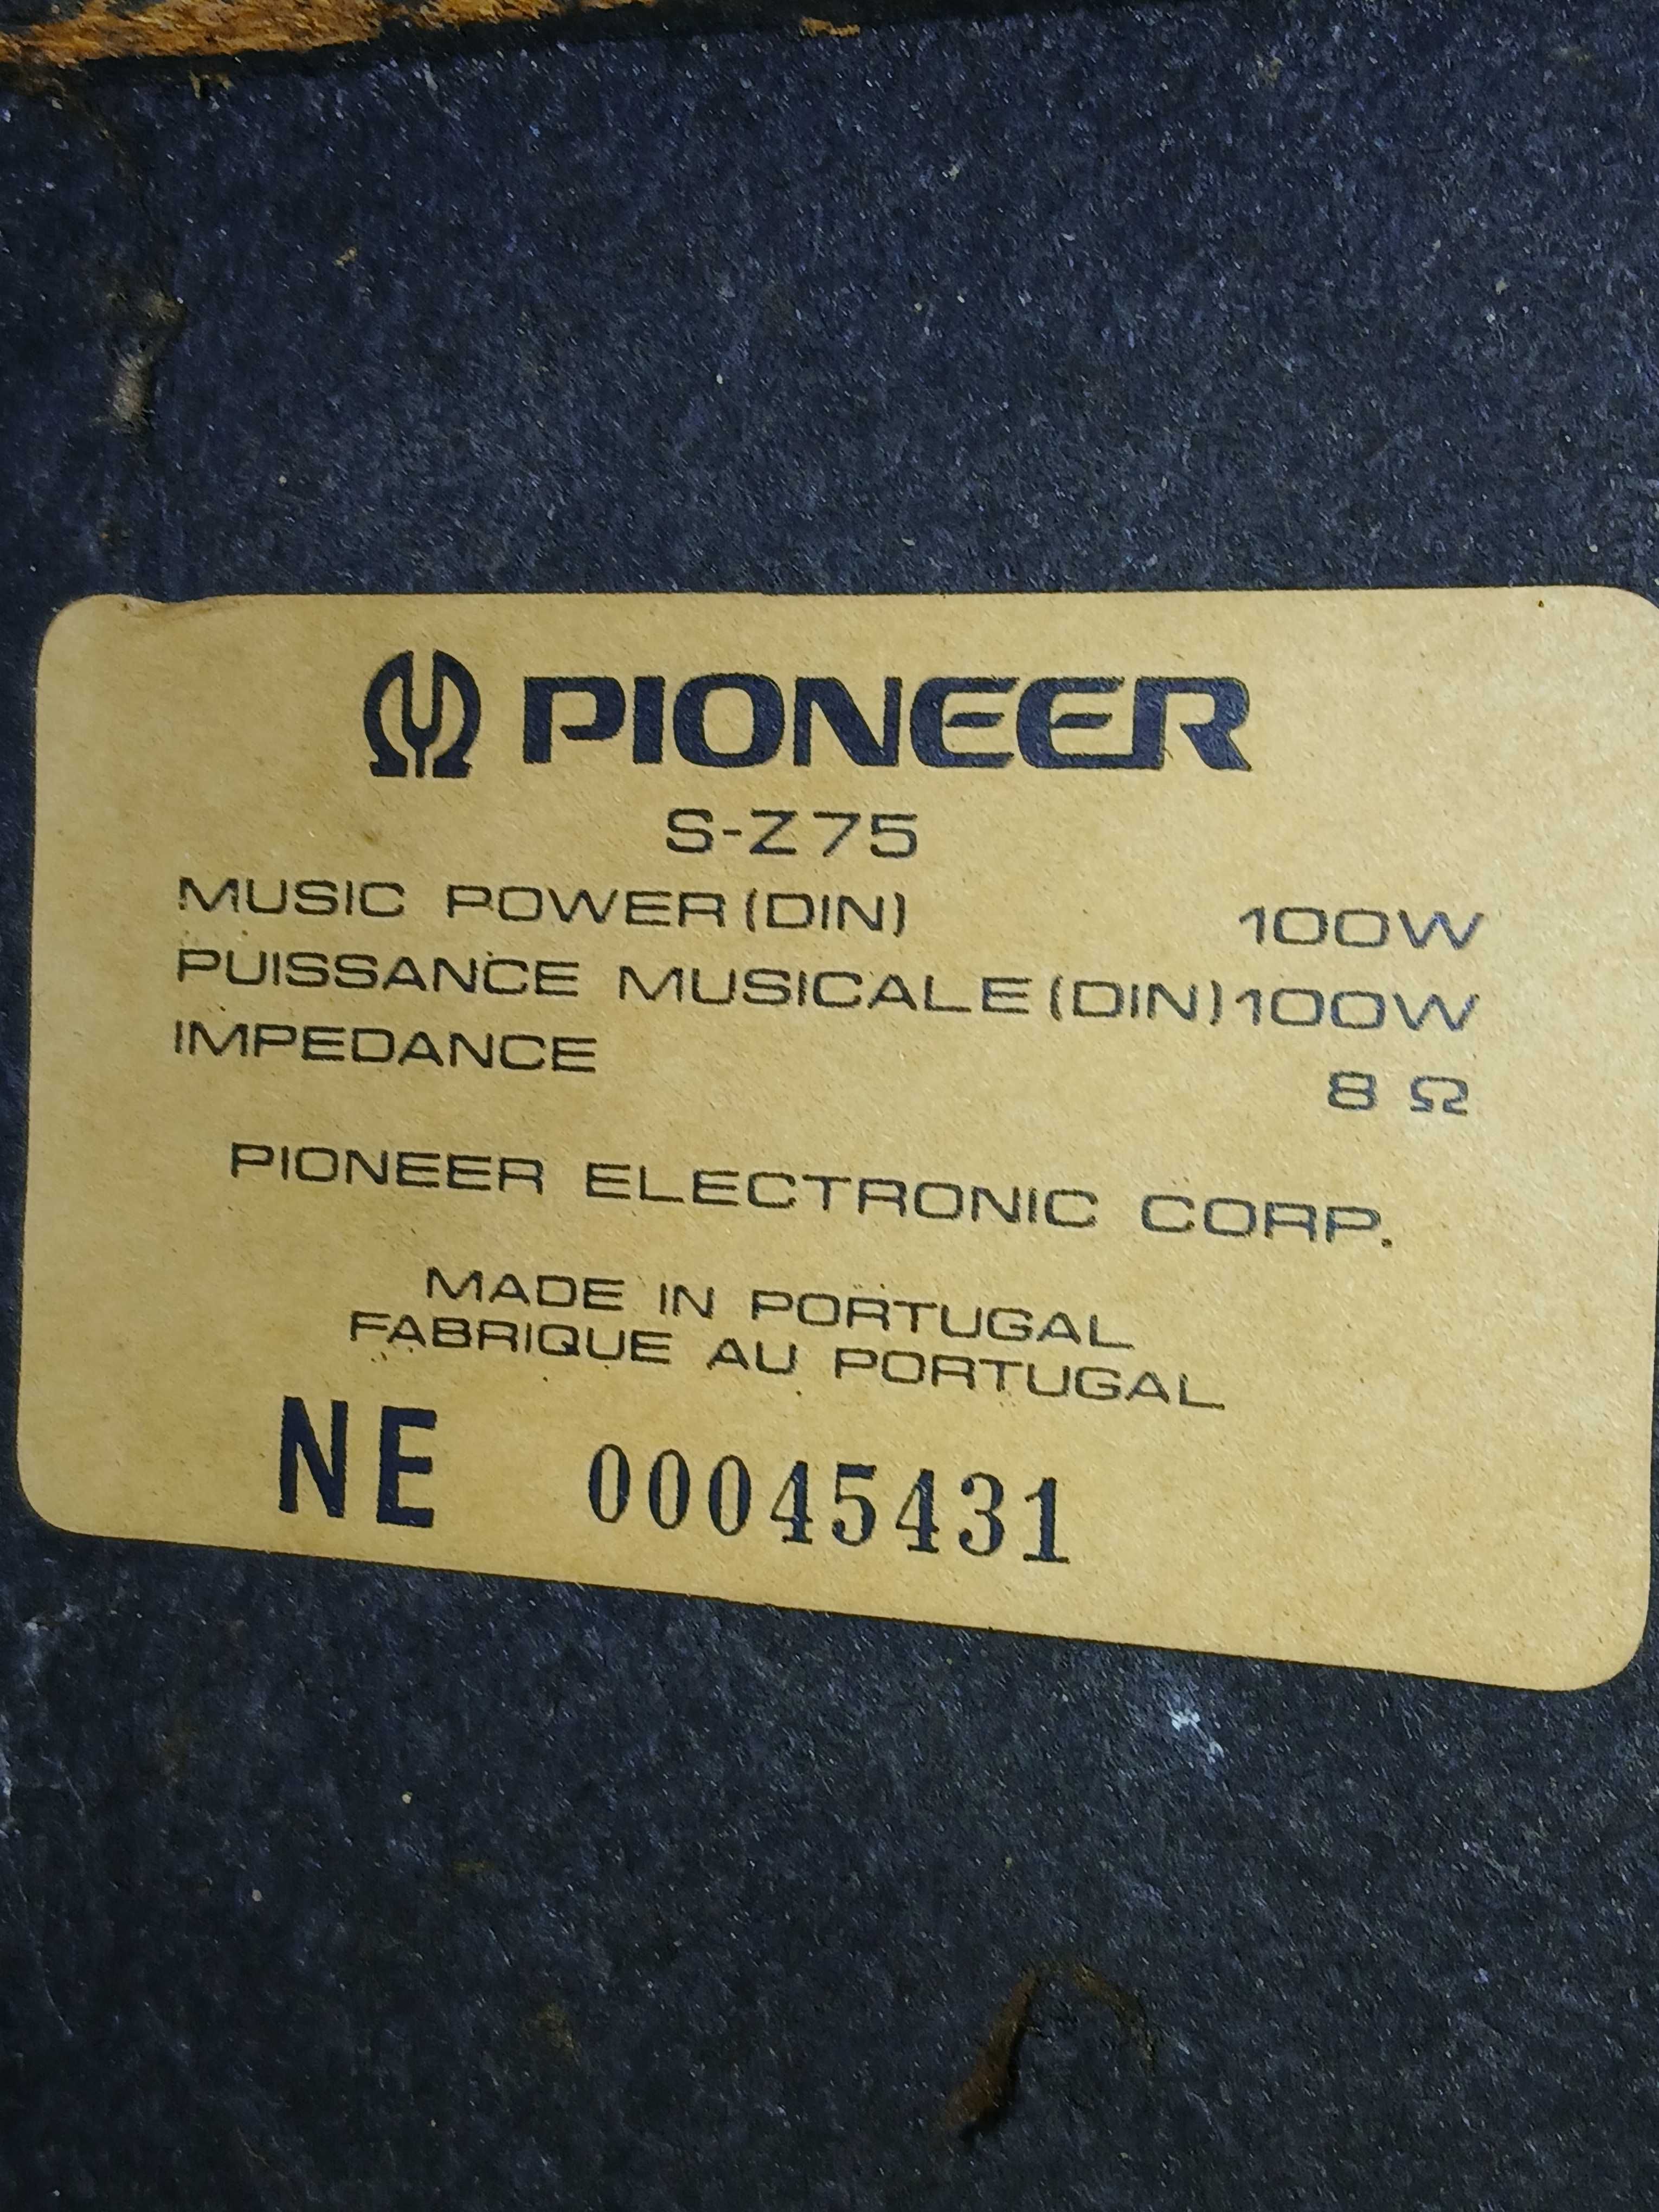 PIONEER
S-Z75
MUSIC POWER (DIN) 100W
PUISSANCE MUSICALE (DIN) 100W
IMPEDANCE 8 Ω
PIONEER ELECTRONIC CORP.
MADE IN PORTUGAL
FABRIQUE AU PORTUGAL
NE 00045431